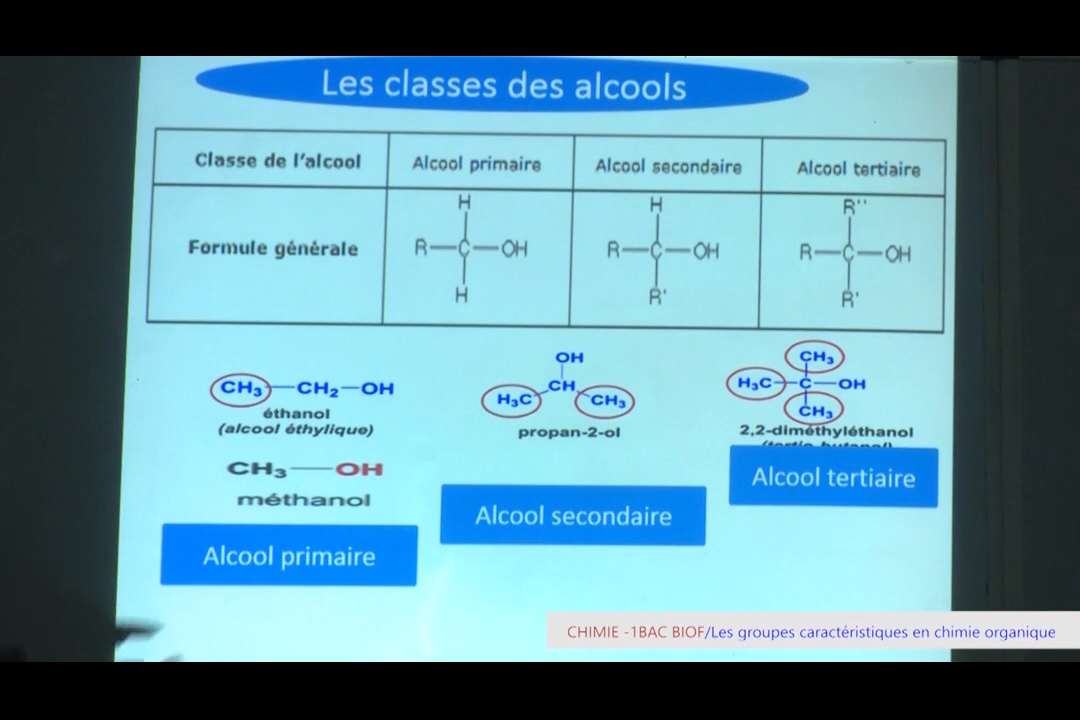 Les classes des alcools
Classe de l'alcool Alcool primaire Alcool secondaire Alcool tertiaire
Formule générale
H
R—C—OH
H
H
R—C—OH
R'
R''
R—C—OH
R'
CH₃—CH₂—OH
éthanol
(alcool éthylique)
CH₃—OH
méthanol
Alcool primaire
OH
CH
H₃C CH₃
propan-2-ol
Alcool secondaire
CH₃
H₃C—C—OH
CH₃
2,2-diméthyléthanol
Alcool tertiaire
CHIMIE -1BAC BIOF/Les groupes caractéristiques en chimie organique